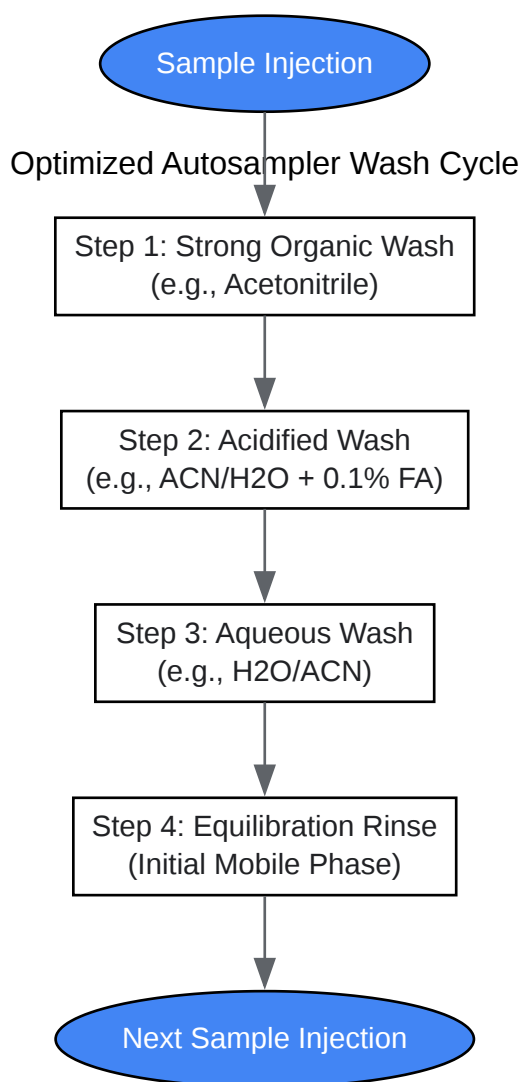 Sample Injection
Optimized Autosampler Wash Cycle
Step 1: Strong Organic Wash
(e.g., Acetonitrile)
Step 2: Acidified Wash
(e.g., ACN/H2O + 0.1% FA)
Step 3: Aqueous Wash
(e.g., H2O/ACN)
Step 4: Equilibration Rinse
(Initial Mobile Phase)
Next Sample Injection